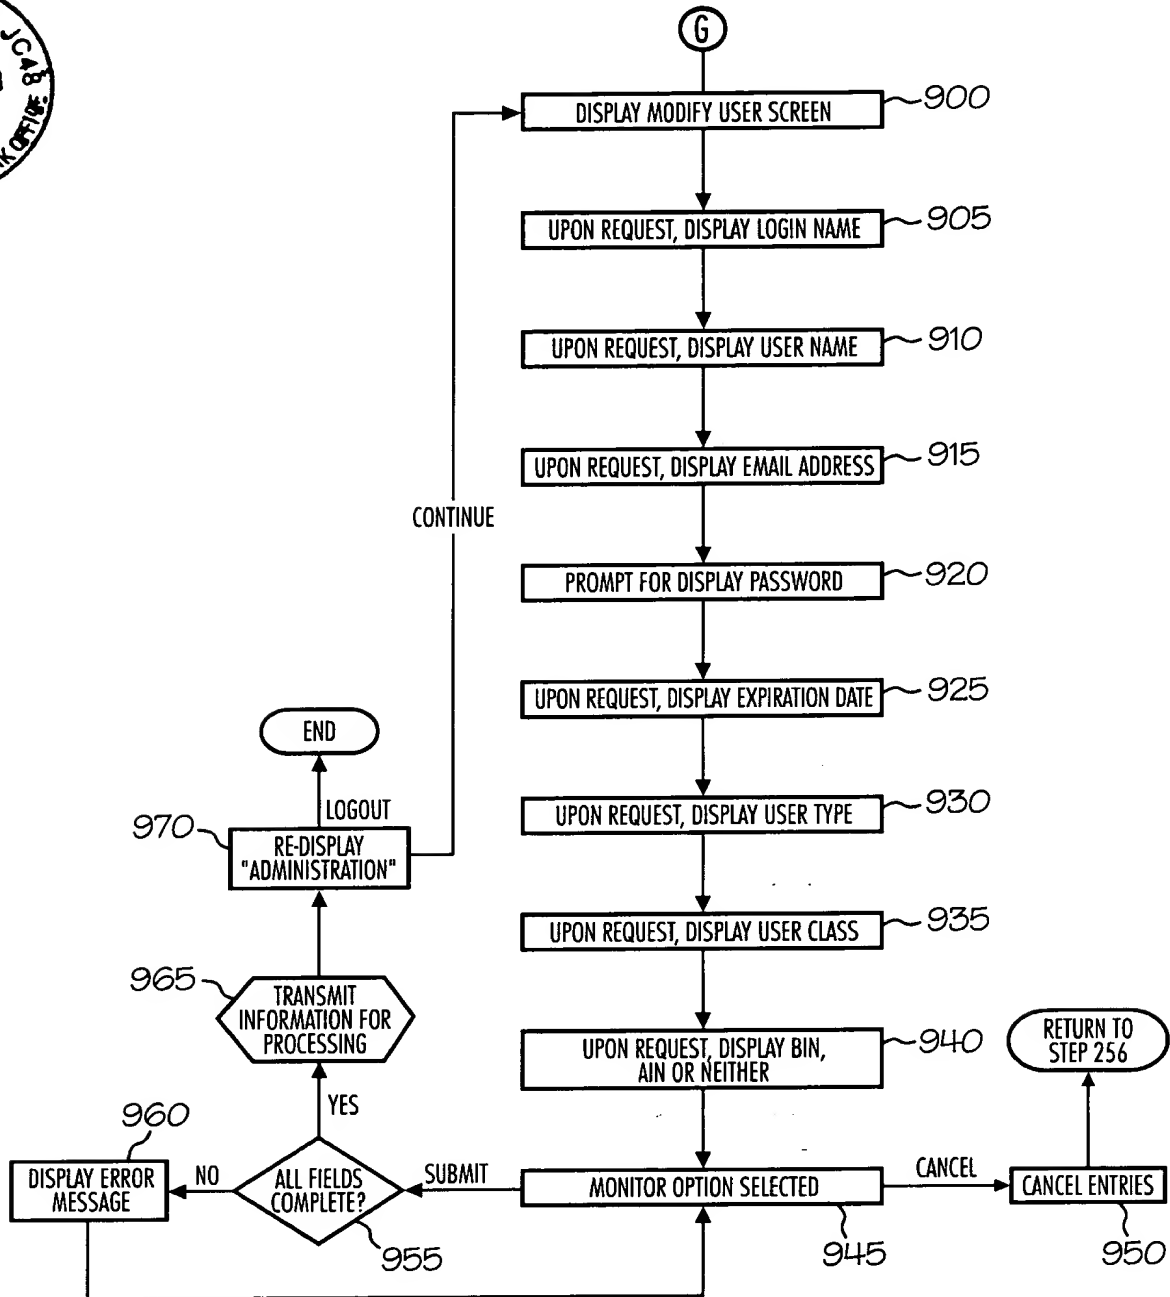 JC48
OFFICE
G
DISPLAY MODIFY USER SCREEN
900
UPON REQUEST, DISPLAY LOGIN NAME
905
UPON REQUEST, DISPLAY USER NAME
910
UPON REQUEST, DISPLAY EMAIL ADDRESS
915
CONTINUE
PROMPT FOR DISPLAY PASSWORD
920
UPON REQUEST, DISPLAY EXPIRATION DATE
925
END
LOGOUT
UPON REQUEST, DISPLAY USER TYPE
930
970
RE-DISPLAY
"ADMINISTRATION"
UPON REQUEST, DISPLAY USER CLASS
935
965
TRANSMIT
INFORMATION FOR
PROCESSING
UPON REQUEST, DISPLAY BIN,
AIN OR NEITHER
940
RETURN TO
STEP 256
YES
960
DISPLAY ERROR
MESSAGE
NO
ALL FIELDS
COMPLETE?
955
SUBMIT
MONITOR OPTION SELECTED
945
CANCEL
CANCEL ENTRIES
950